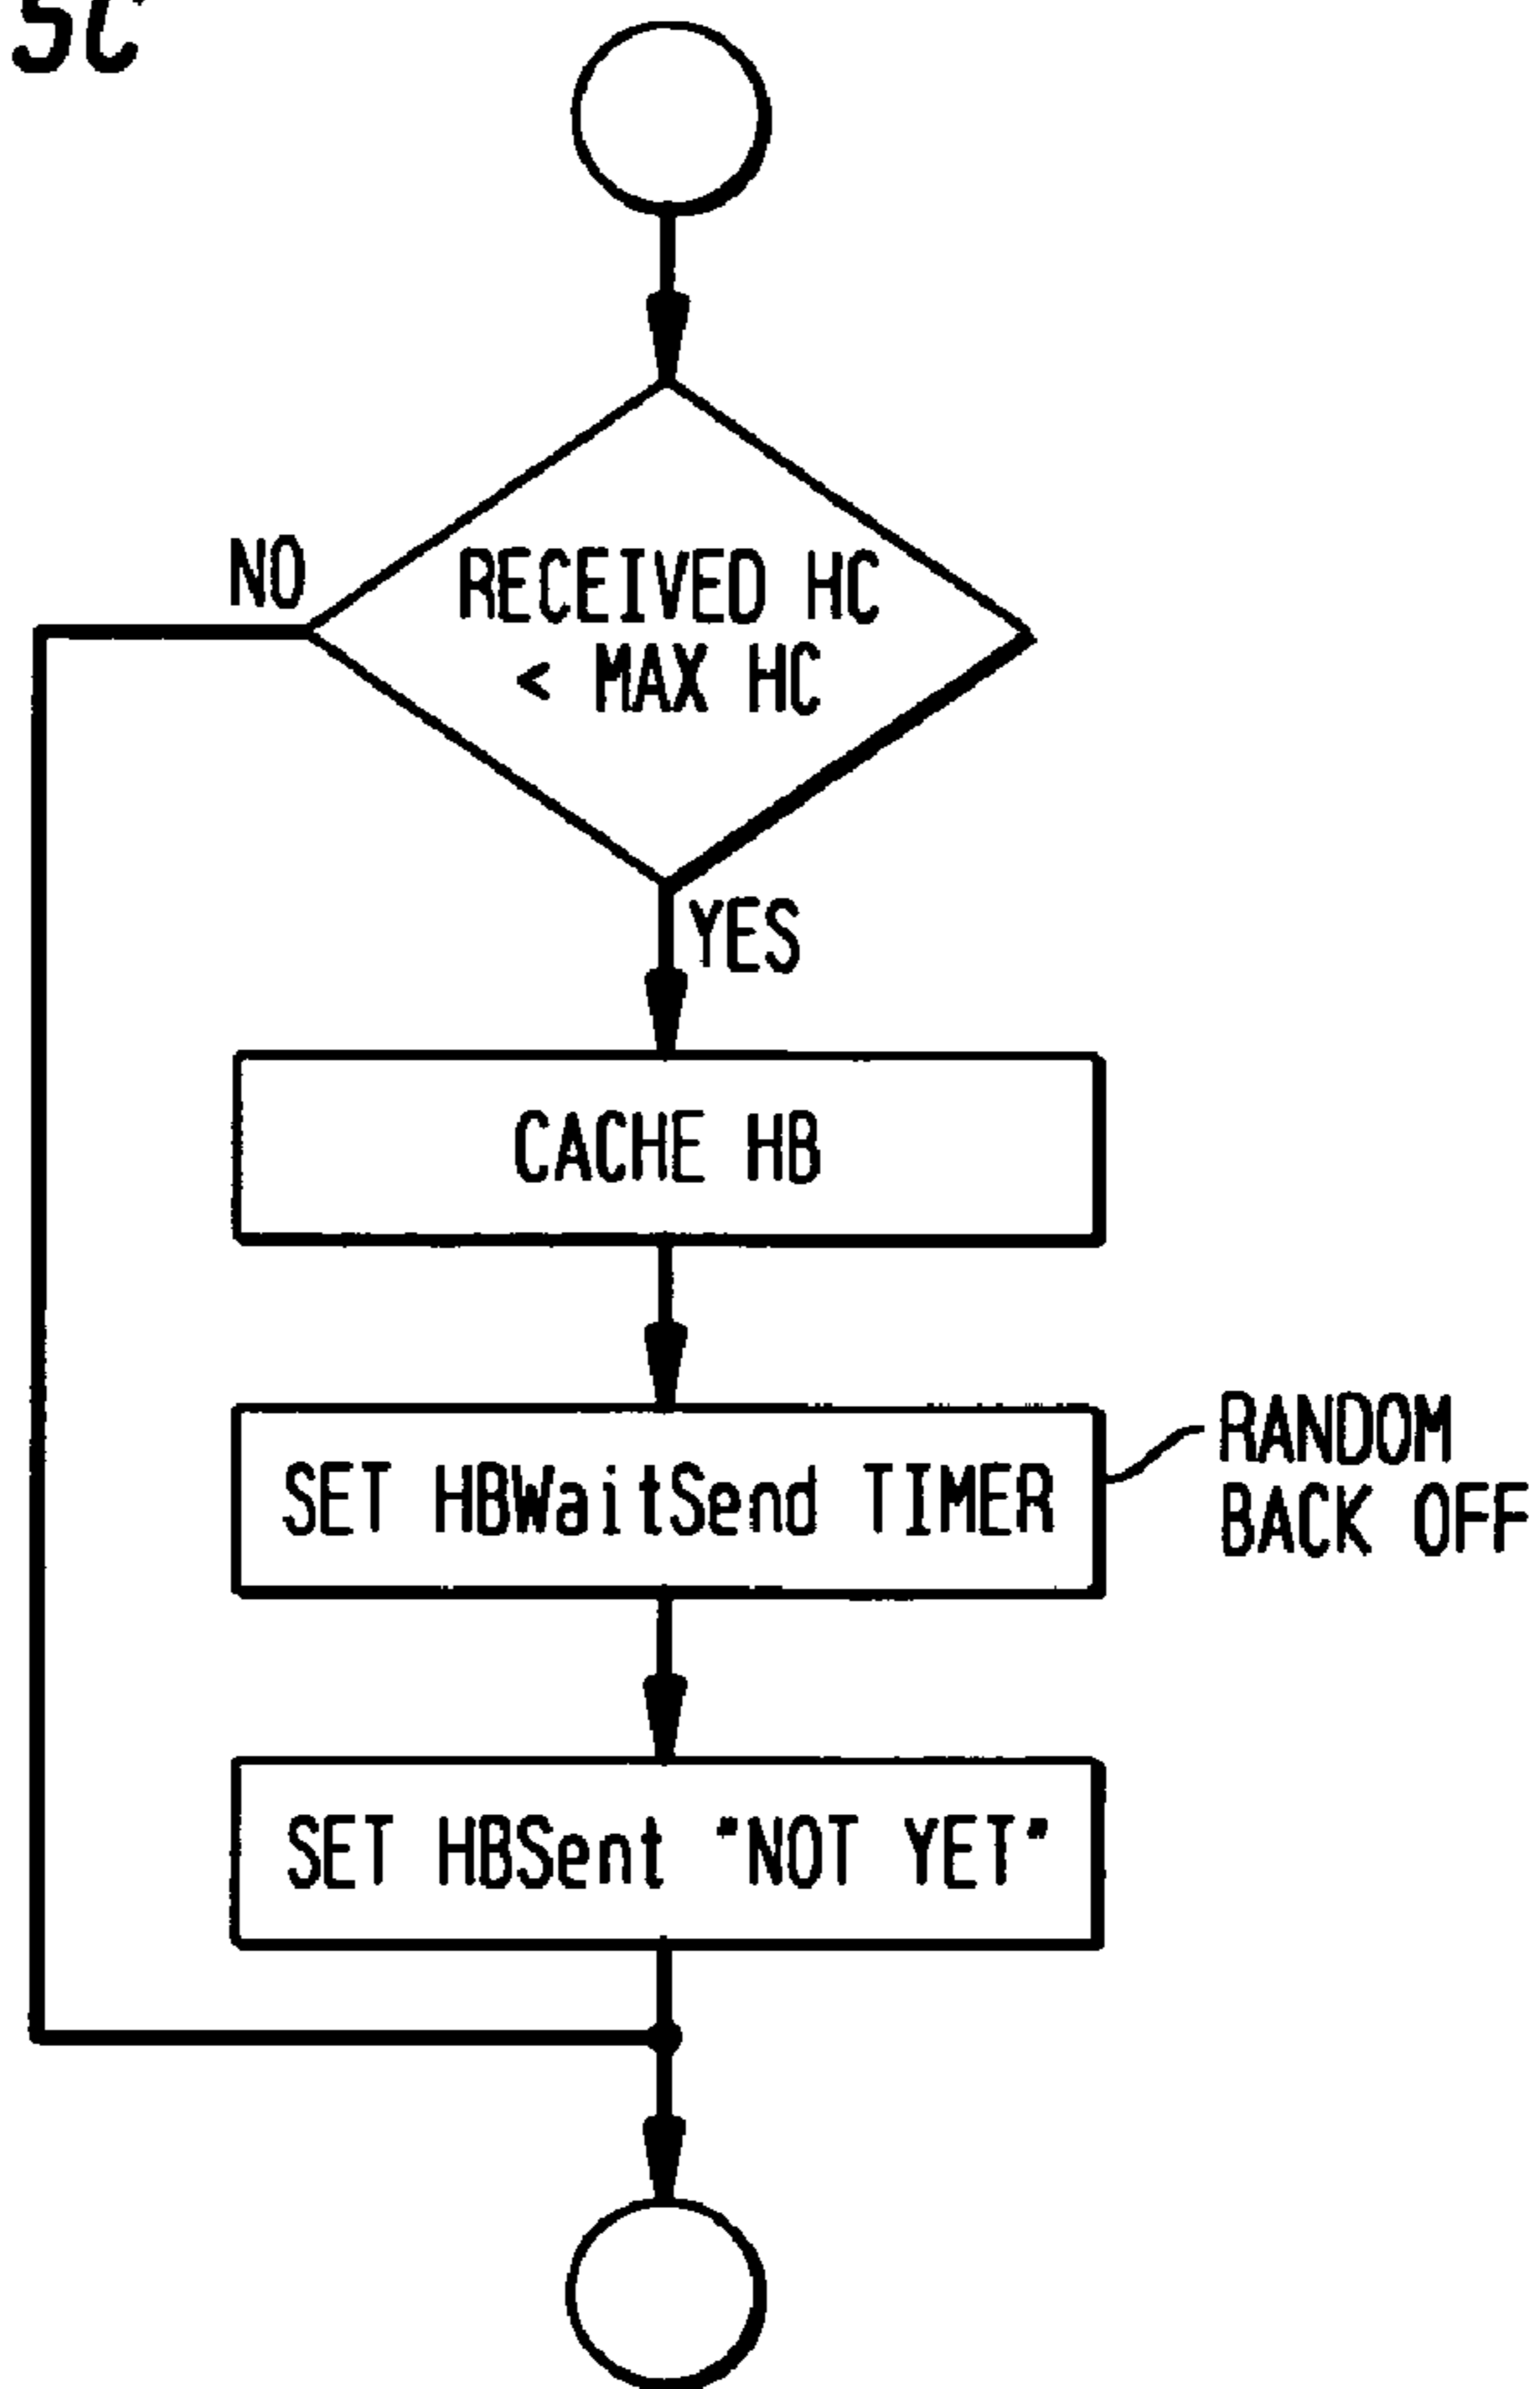 5C
NO
RECEIVED HC
< MAX HC
YES
CACHE HB
SET HBWaitSend TIMER
RANDOM
BACK OFF
SET HBSent "NOT YET"